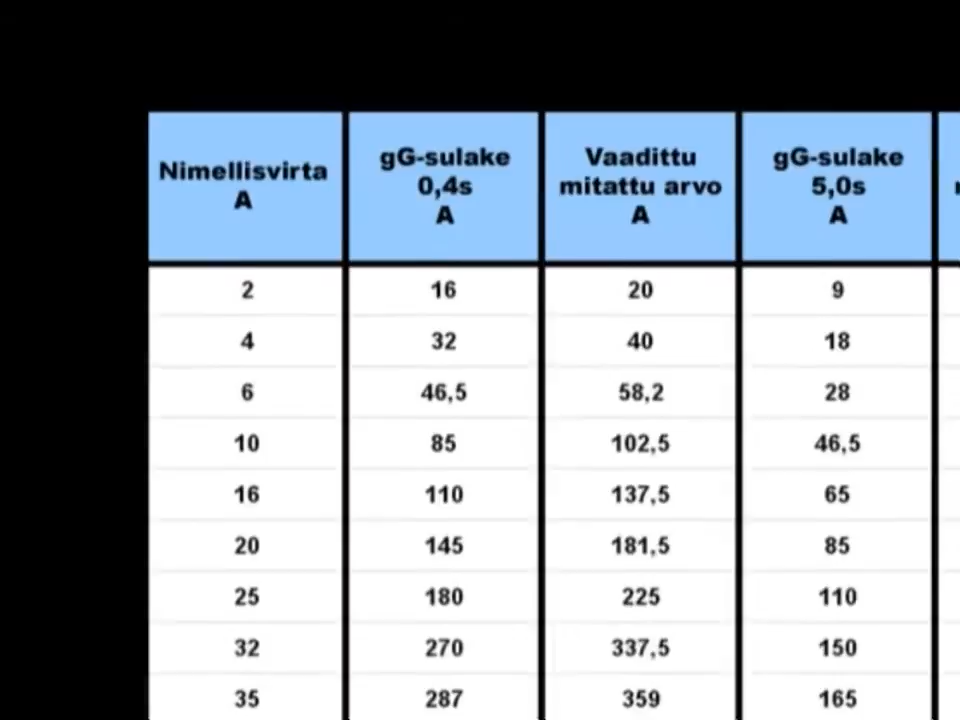 Nimellisvirta A gG-sulake 0,4s A Vaadittu mitattu arvo A gG-sulake 5,0s A
2 16 20 9
4 32 40 18
6 46,5 58,2 28
10 85 102,5 46,5
16 110 137,5 65
20 145 181,5 85
25 180 225 110
32 270 337,5 150
35 287 359 165